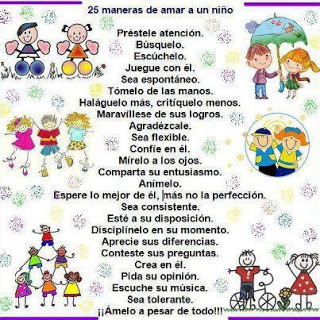 25 maneras de amar a un niño
Préstele atención.
Búsquelo.
Escúchelo.
Juegue con él.
Sea espontáneo.
Tómelo de las manos.
Haláguelo más, critíquelo menos.
Maravíllese de sus logros.
Agradézcale.
Sea flexible.
Confíe en él.
Mírelo a los ojos.
Comparta su entusiasmo.
Anímelo.
Espere lo mejor de él, más no la perfección.
Sea consistente.
Esté a su disposición.
Disciplínelo en su momento.
Aprecie sus diferencias.
Conteste sus preguntas.
Crea en él.
Pida su opinión.
Escuche su música.
Sea tolerante.
¡¡Ámelo a pesar de todo!!!